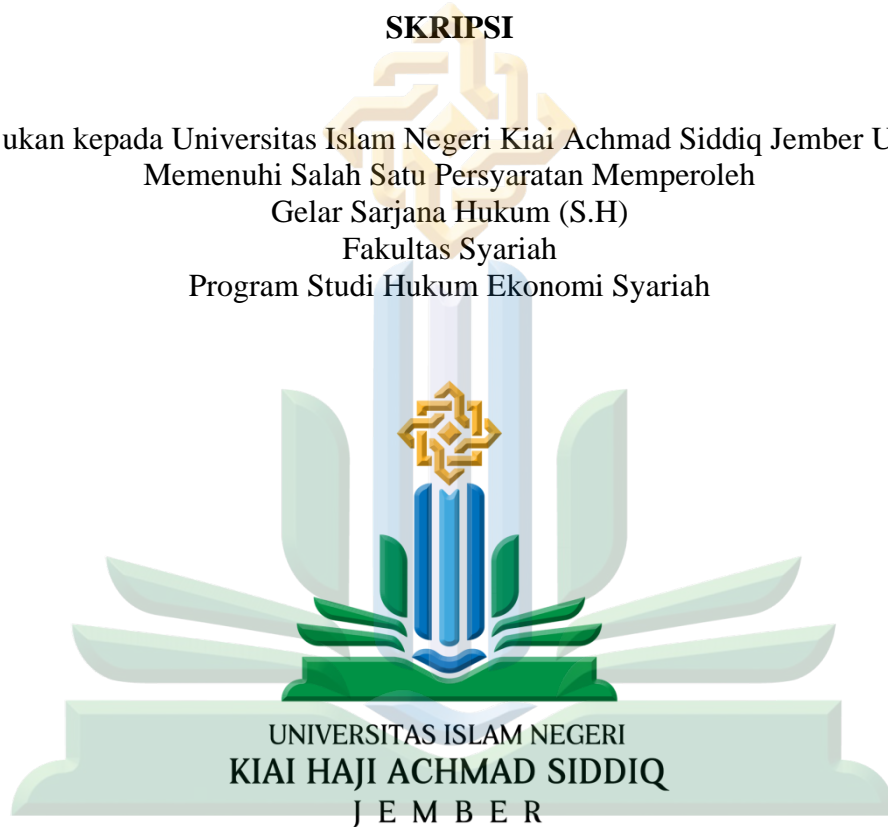 SKRIPSI
ukan kepada Universitas Islam Negeri Kiai Achmad Siddiq Jember U
Memenuhi Salah Satu Persyaratan Memperoleh
Gelar Sarjana Hukum (S.H)
Fakultas Syariah
Program Studi Hukum Ekonomi Syariah
UNIVERSITAS ISLAM NEGERI
KIAI HAJI ACHMAD SIDDIQ
JEMBER